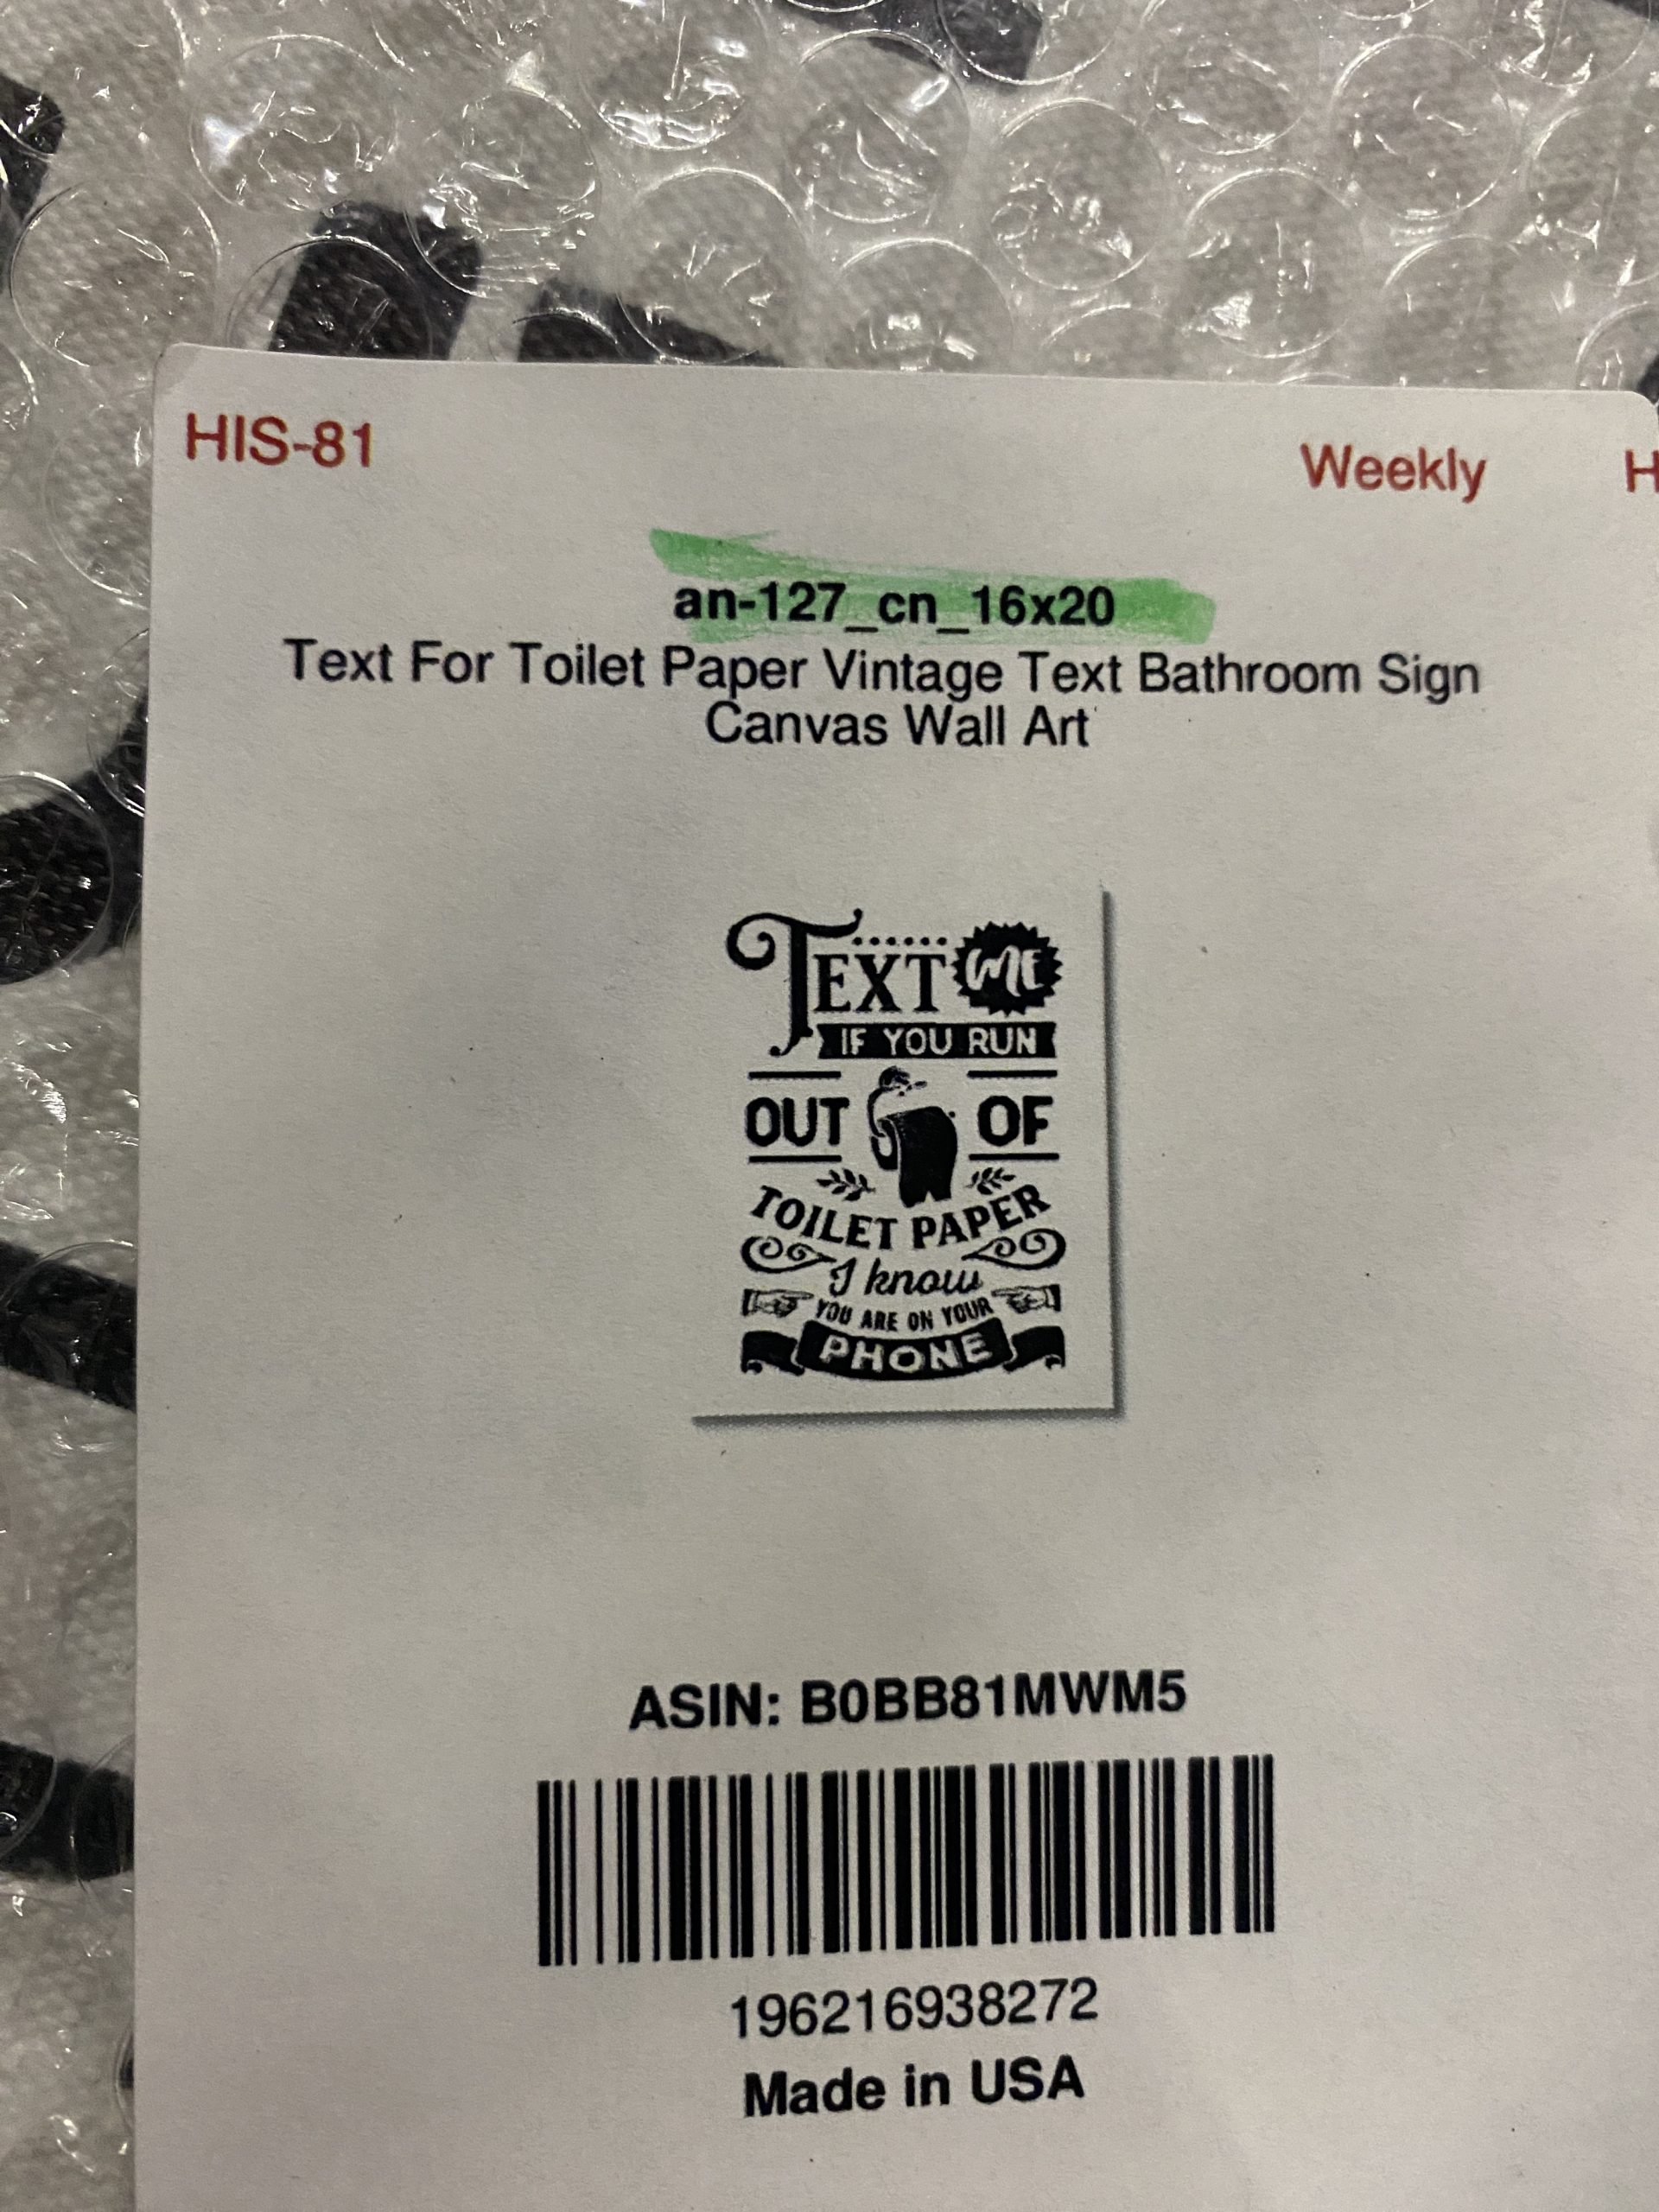 HIS-81
Weekly
H
an-127_cn_16x20
Text For Toilet Paper Vintage Text Bathroom Sign
Canvas Wall Art
TEXT ME
IF YOU RUN
OUT OF
TOILET PAPER
I know
YOU ARE ON YOUR
PHONE
ASIN: B0BB81MWM5
196216938272
Made in USA